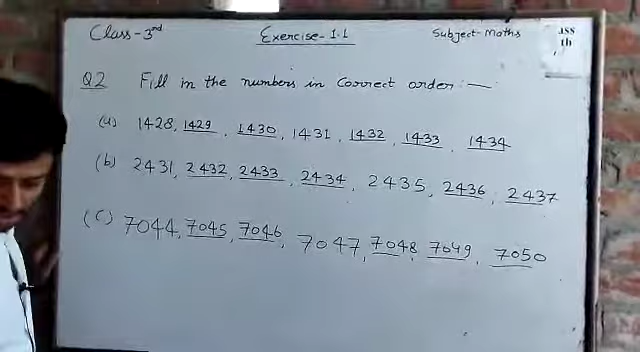 Class - 3rd Exercise - 1.1 Subject - Maths
Q2 Fill in the numbers in Correct order :—
(a) 1428, 1429, 1430, 1431, 1432, 1433, 1434
(b) 2431, 2432, 2433, 2434, 2435, 2436, 2437
(c) 7044, 7045, 7046, 7047, 7048, 7049, 7050